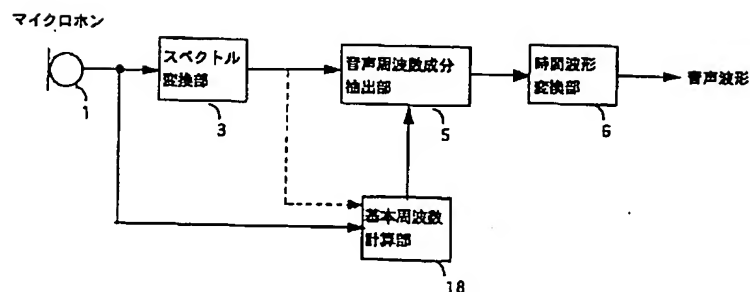 マイクロホン
スペクトル
変換部
音声周波数成分
抽出部
時間波形
変換部
音声波形
1
3
5
6
基本周波数
計算部
18